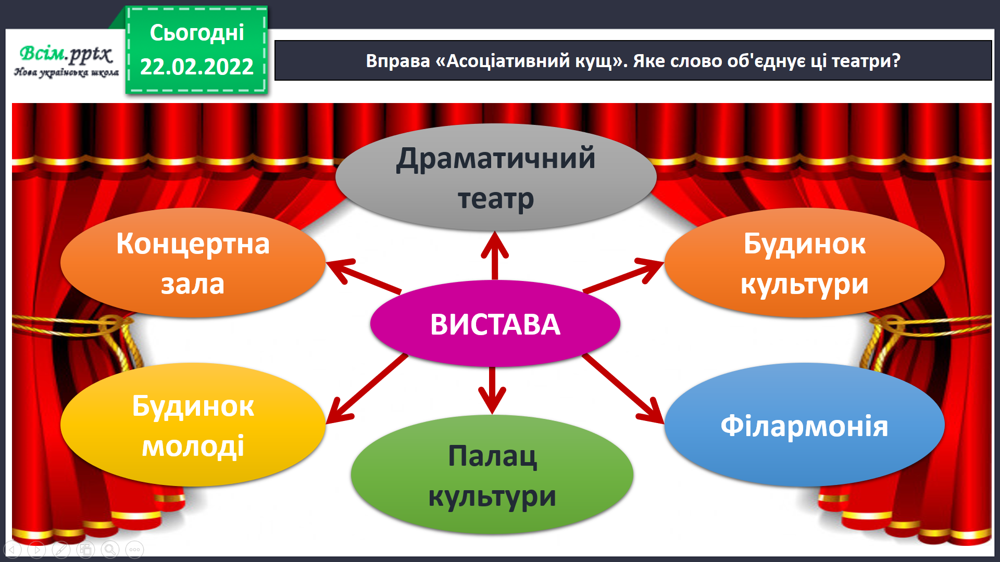 Всім.pptx
Нова українська школа
Сьогодні
22.02.2022
Вправа «Асоціативний кущ». Яке слово об'єднує ці театри?
Драматичний
театр
Концертна
зала
Будинок
культури
ВИСТАВА
Будинок
молоді
Палац
культури
Філармонія